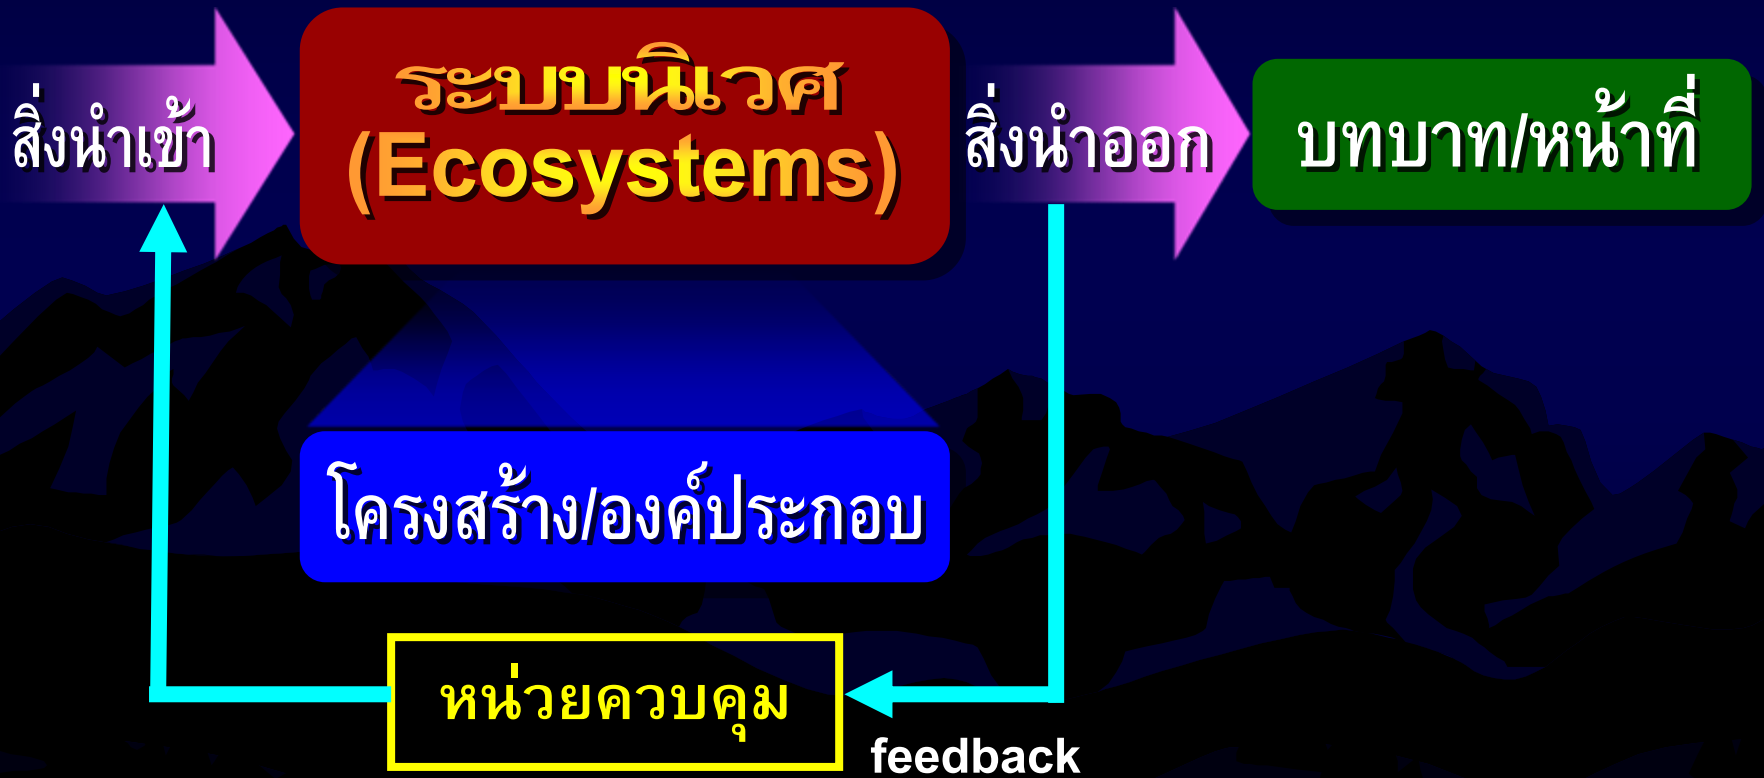 สิ่งนำเข้า
ระบบนิเวศ
(Ecosystems)
สิ่งนำออก
บทบาท/หน้าที่
โครงสร้าง/องค์ประกอบ
หน่วยควบคุม
feedback